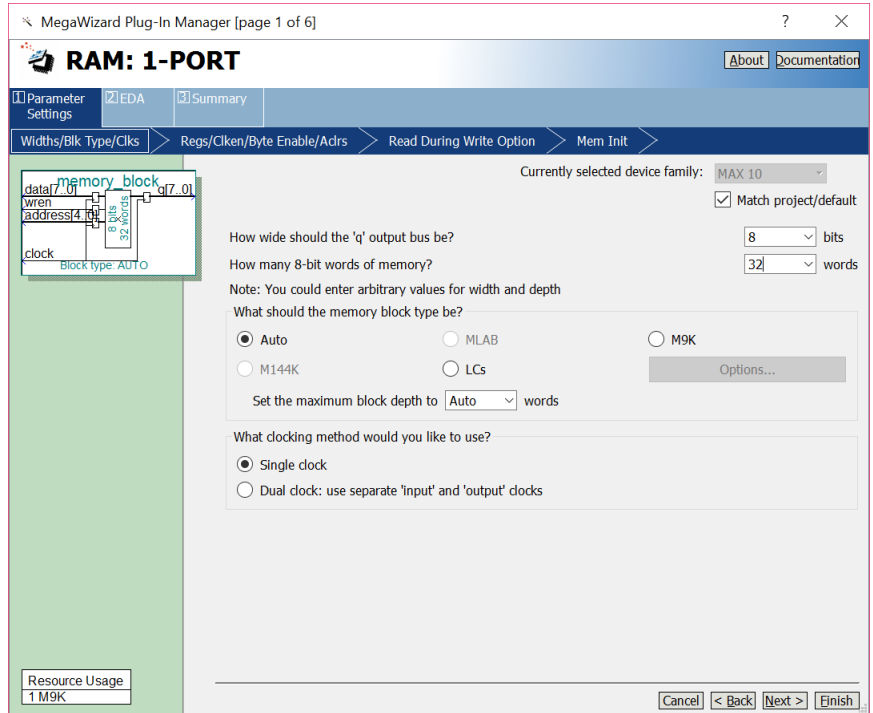 MegaWizard Plug-In Manager [page 1 of 6]
RAM: 1-PORT
About Documentation
1 Parameter Settings 2 EDA 3 Summary
Widths/Blk Type/Clks Regs/Clken/Byte Enable/Aclrs Read During Write Option Mem Init
Currently selected device family: MAX 10
Match project/default
memory_block
data[7..0] q[7..0]
wren
address[4..0]
8 bits
32 words
clock
Block type: AUTO
How wide should the 'q' output bus be? 8 bits
How many 8-bit words of memory? 32 words
Note: You could enter arbitrary values for width and depth
What should the memory block type be?
Auto MLAB M9K
M144K LCs Options...
Set the maximum block depth to Auto words
What clocking method would you like to use?
Single clock
Dual clock: use separate 'input' and 'output' clocks
Resource Usage
1 M9K
Cancel < Back Next > Finish